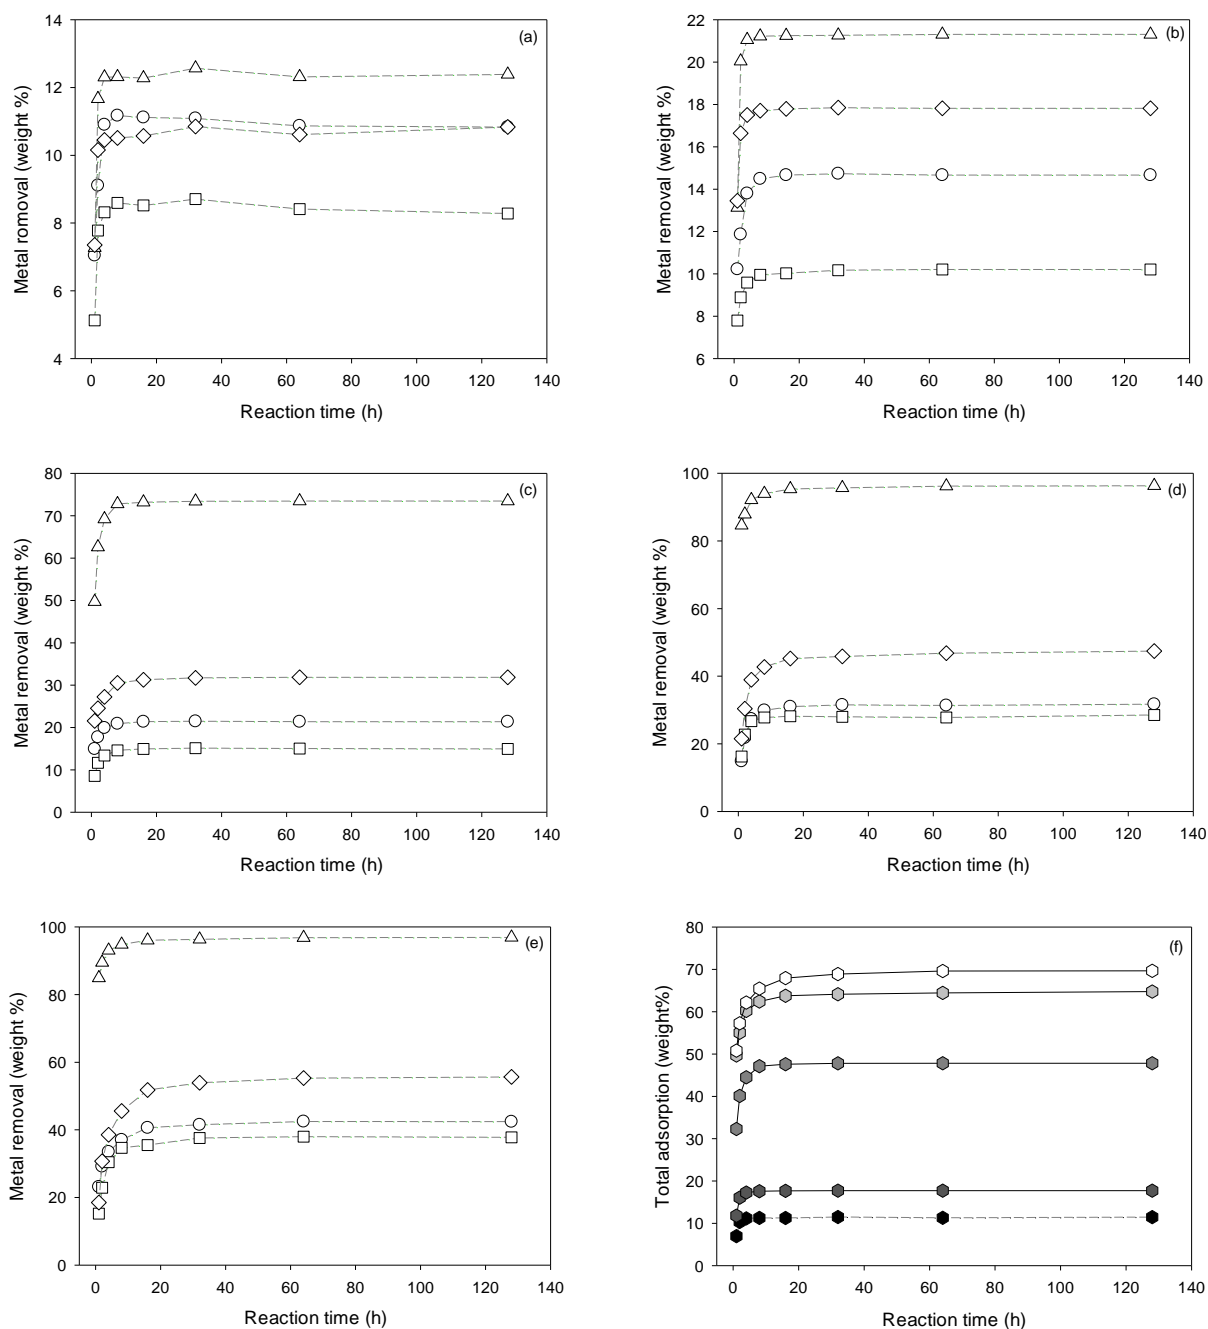 (a)
Metal romoval (weight %)
14
12
10
8
6
4
0 20 40 60 80 100 120 140
Reaction time (h)
(b)
Metal removal (weight %)
22
20
18
16
14
12
10
8
6
0 20 40 60 80 100 120 140
Reaction time (h)
(c)
Metal removal (weight %)
80
70
60
50
40
30
20
10
0
0 20 40 60 80 100 120 140
Reaction time (h)
(d)
Metal removal (weight %)
100
80
60
40
20
0
0 20 40 60 80 100 120 140
Reaction time (h)
(e)
Metal removal (weight %)
100
80
60
40
20
0
0 20 40 60 80 100 120 140
Reaction time (h)
(f)
Total adsorption (weight%)
80
70
60
50
40
30
20
10
0
0 20 40 60 80 100 120 140
Reaction time (h)